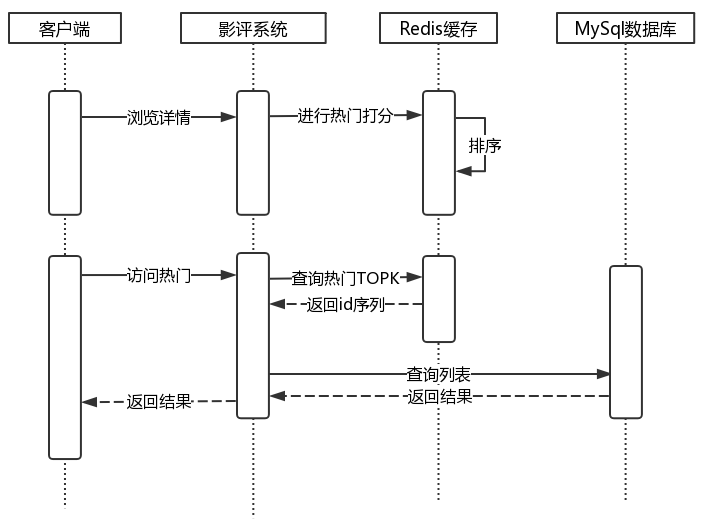 客户端
影评系统
Redis缓存
MySql数据库
浏览详情
进行热门打分
排序
访问热门
查询热门TOPK
返回id序列
查询列表
返回结果
返回结果